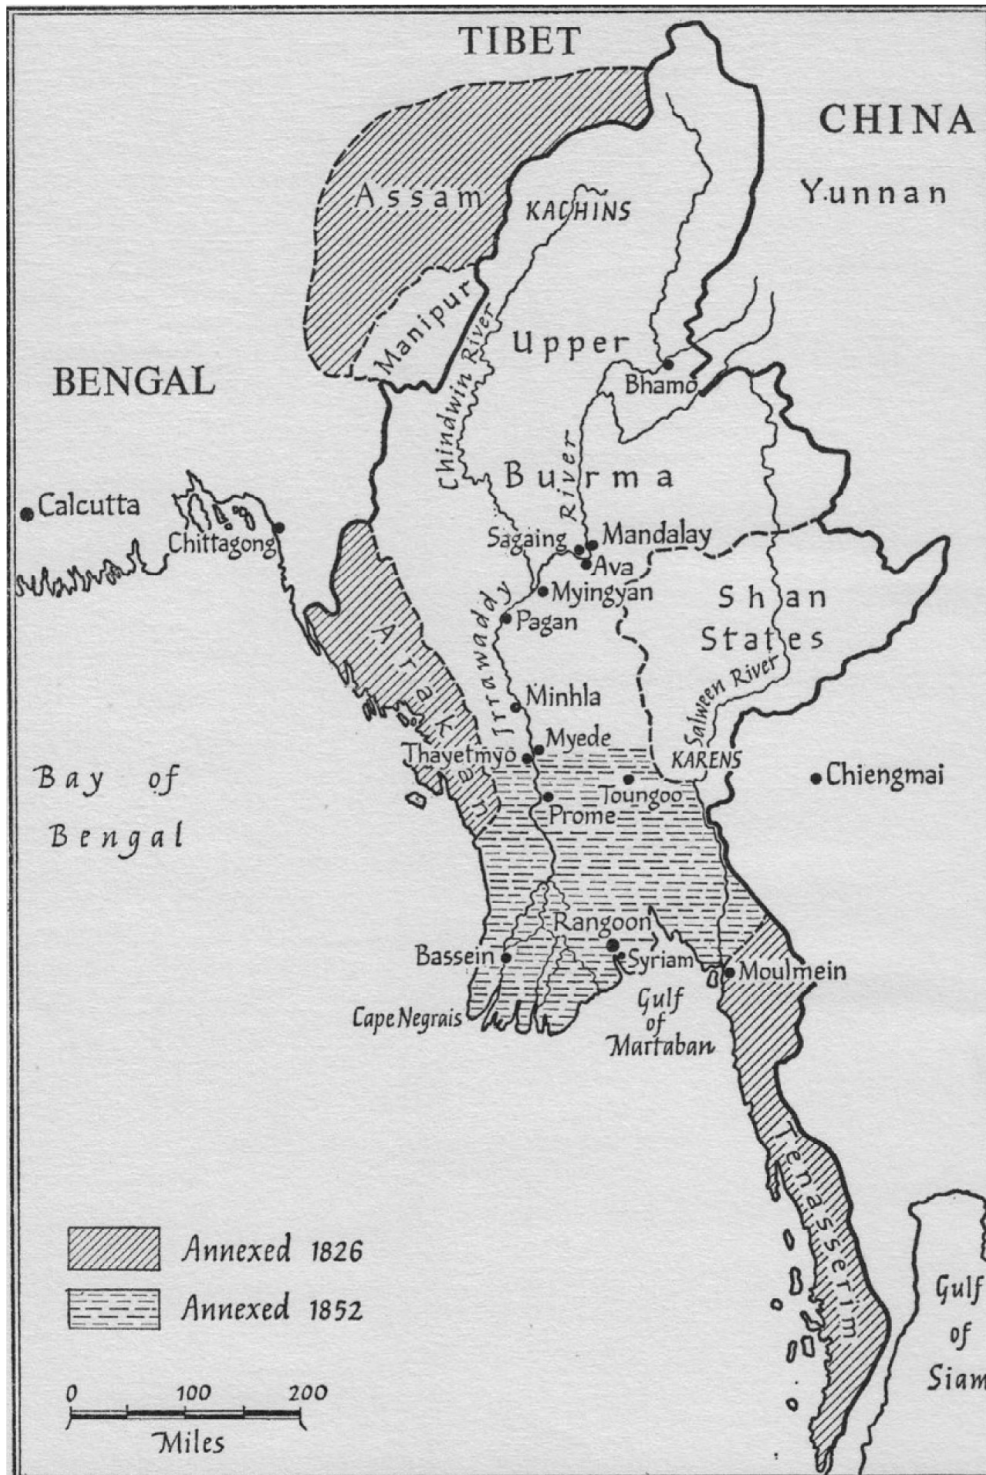 TIBET
CHINA
Yunnan
Assam
KACHINS
Manipur
Chindwin River
Upper
Bhamo
BENGAL
Burma
River
Calcutta
Chittagong
Sagaing
Mandalay
Ava
Myingyan
Pagan
Shan
States
Arakan
Irrawaddy
Salween River
Minhla
Myede
Thayetmyo
KARENS
Toungoo
Prome
Chiengmai
Bay of
Bengal
Rangoon
Bassein
Syriam
Moulmein
Cape Negrais
Gulf
of
Martaban
Tenasserim
Annexed 1826
Annexed 1852
0 100 200
Miles
Gulf
of
Siam